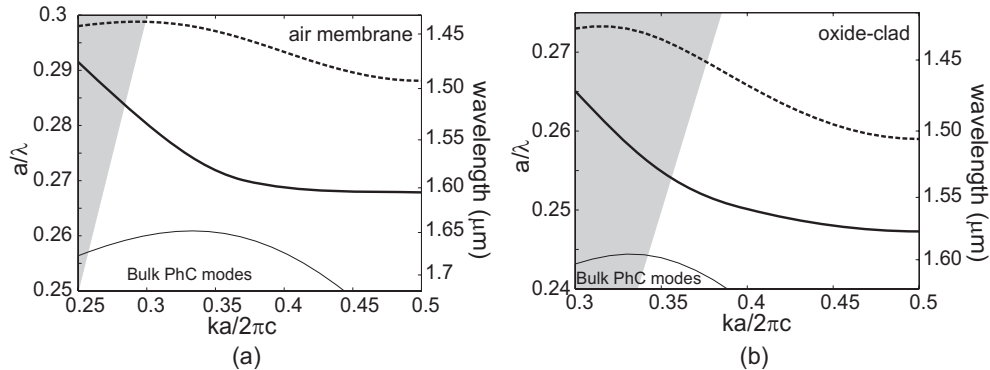 0.3
0.29
0.28
0.27
0.26
0.25
a/λ
air membrane
Bulk PhC modes
1.45
1.50
1.55
1.60
1.65
1.7
wavelength (μm)
0.25 0.3 0.35 0.4 0.45 0.5
ka/2πc
(a)
0.27
0.26
0.25
0.24
a/λ
oxide-clad
Bulk PhC modes
1.45
1.50
1.55
1.60
wavelength (μm)
0.3 0.35 0.4 0.45 0.5
ka/2πc
(b)